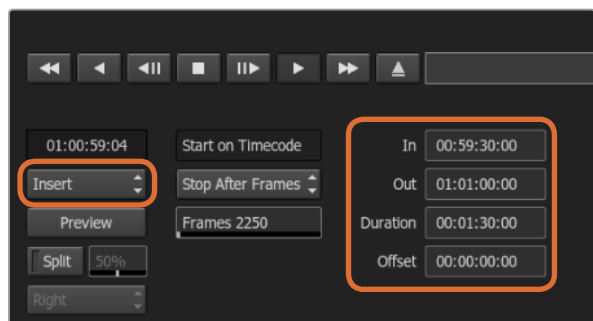 01:00:59:04
Start on Timecode
In 00:59:30:00
Insert
Stop After Frames
Out 01:01:00:00
Preview
Frames 2250
Duration 00:01:30:00
Split 50%
Offset 00:00:00:00
Right